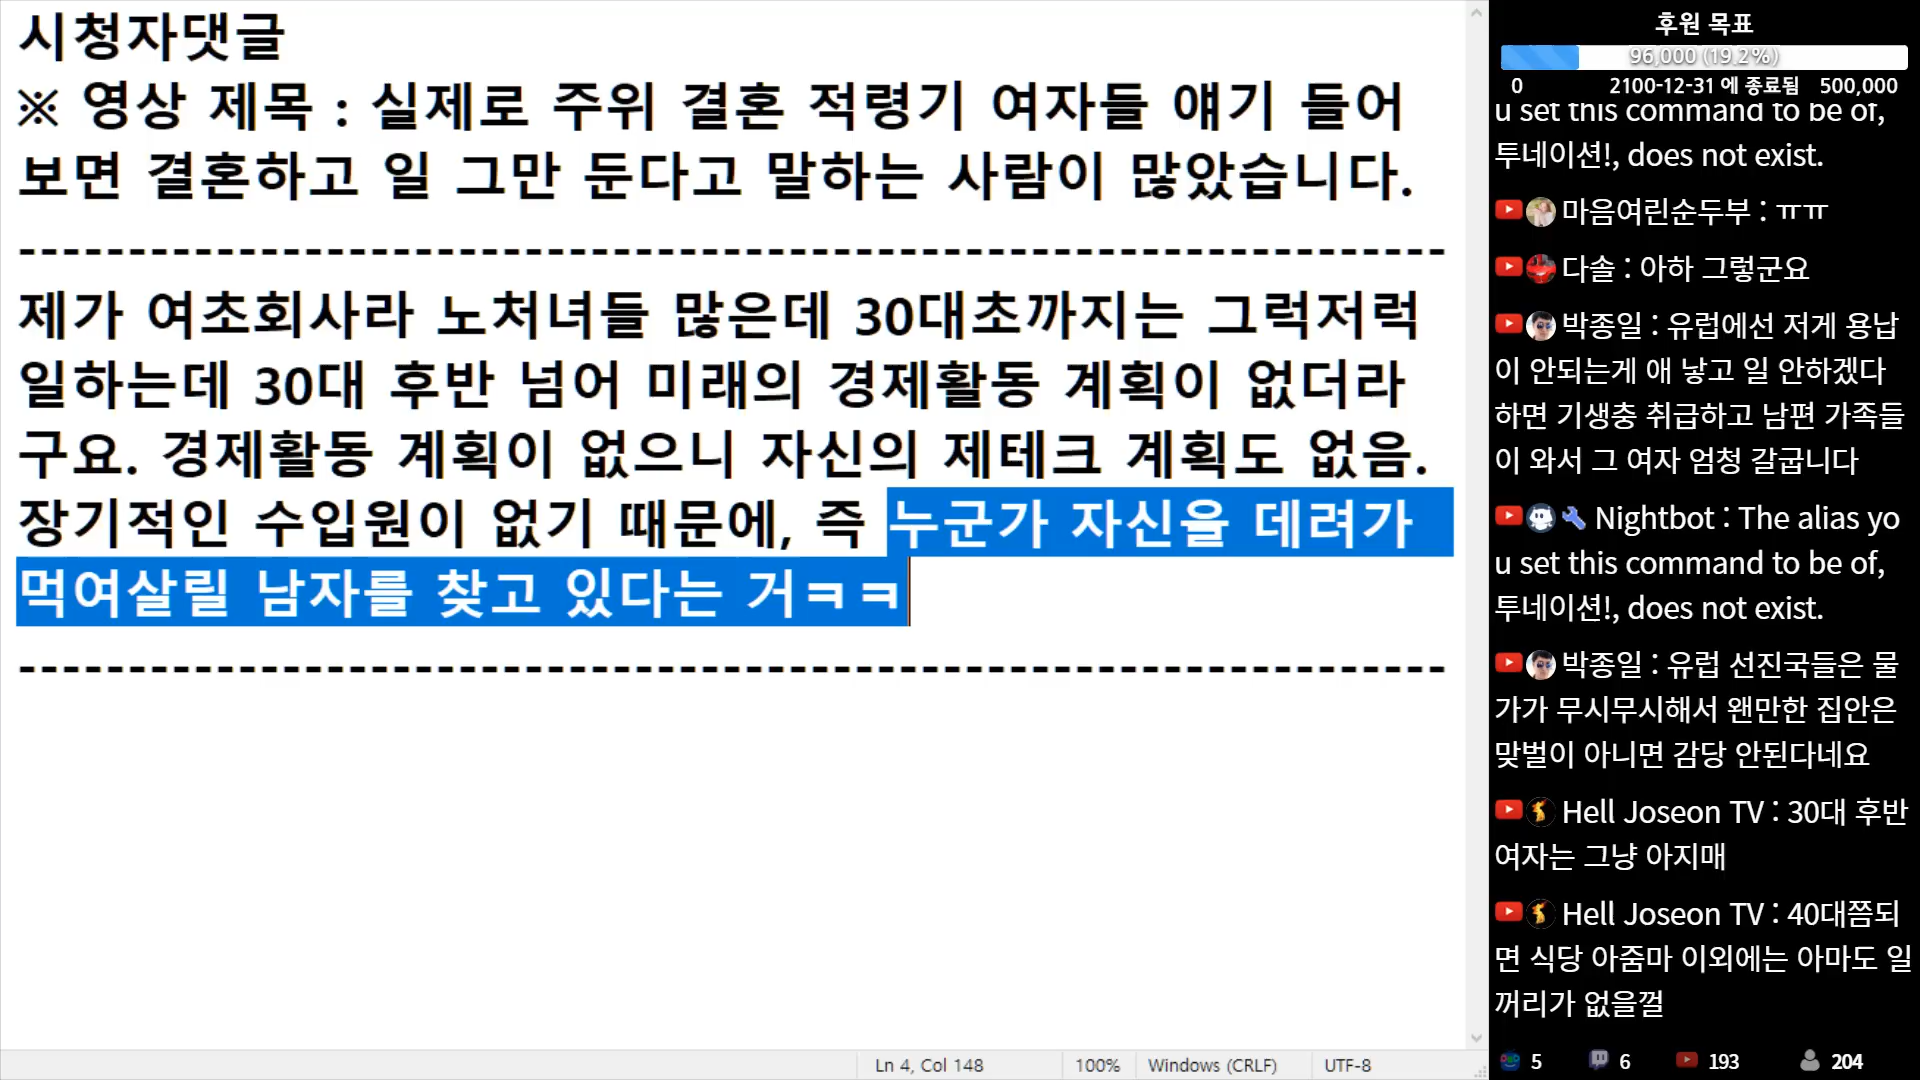 시청자댓글
※ 영상 제목 : 실제로 주위 결혼 적령기 여자들 얘기 들어
보면 결혼하고 일 그만 둔다고 말하는 사람이 많았습니다.
--------------------------------------------------------------
제가 여초회사라 노처녀들 많은데 30대초까지는 그럭저럭
일하는데 30대 후반 넘어 미래의 경제활동 계획이 없더라
구요. 경제활동 계획이 없으니 자신의 제테크 계획도 없음.
장기적인 수입원이 없기 때문에, 즉 누군가 자신을 데려가
먹여살릴 남자를 찾고 있다는 거ㅋㅋ
--------------------------------------------------------------
Ln 4, Col 148 100% Windows (CRLF) UTF-8
후원 목표
96,000 (19.2%)
0 2100-12-31 에 종료됨 500,000
u set this command to be of,
투네이션!, does not exist.
마음여린순두부 : ㅠㅠ
다솔 : 아하 그렇군요
박종일 : 유럽에선 저게 용납
이 안되는게 애 낳고 일 안하겠다
하면 기생충 취급하고 남편 가족들
이 와서 그 여자 엄청 갈굽니다
Nightbot : The alias yo
u set this command to be of,
투네이션!, does not exist.
박종일 : 유럽 선진국들은 물
가가 무시무시해서 왠만한 집안은
맞벌이 아니면 감당 안된다네요
Hell Joseon TV : 30대 후반
여자는 그냥 아지매
Hell Joseon TV : 40대쯤되
면 식당 아줌마 이외에는 아마도 일
꺼리가 없을껄
5 6 193 204